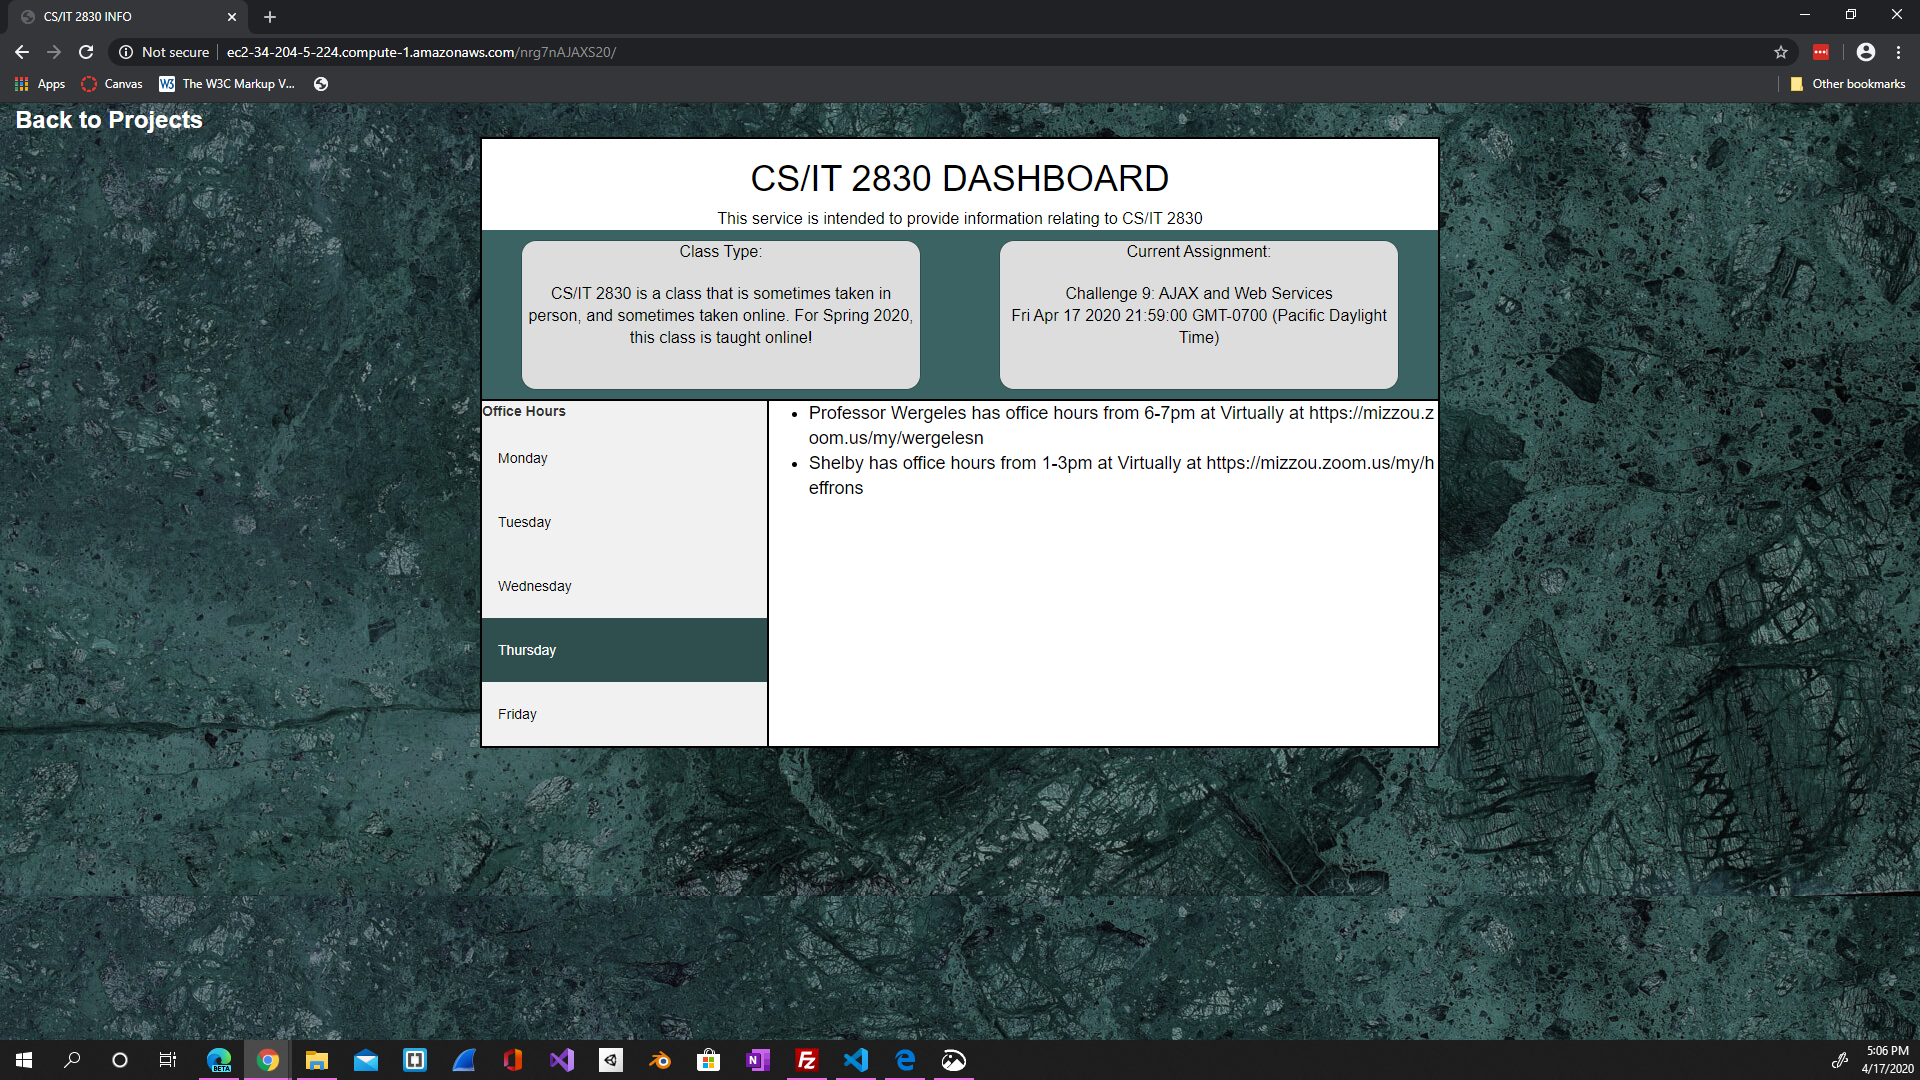 CS/IT 2830 INFO
Not secure
ec2-34-204-5-224.compute-1.amazonaws.com/nrg7nAJAXS20/
Apps
Canvas
W3
The W3C Markup V...
Other bookmarks
Back to Projects
CS/IT 2830 DASHBOARD
This service is intended to provide information relating to CS/IT 2830
Class Type:
CS/IT 2830 is a class that is sometimes taken in
person, and sometimes taken online. For Spring 2020,
this class is taught online!
Current Assignment:
Challenge 9: AJAX and Web Services
Fri Apr 17 2020 21:59:00 GMT-0700 (Pacific Daylight
Time)
Office Hours
Monday
Tuesday
Wednesday
Thursday
Friday
Professor Wergeles has office hours from 6-7pm at Virtually at https://mizzou.z
oom.us/my/wergelesn
Shelby has office hours from 1-3pm at Virtually at https://mizzou.zoom.us/my/h
effrons
BETA
N
FZ
5:06 PM
4/17/2020